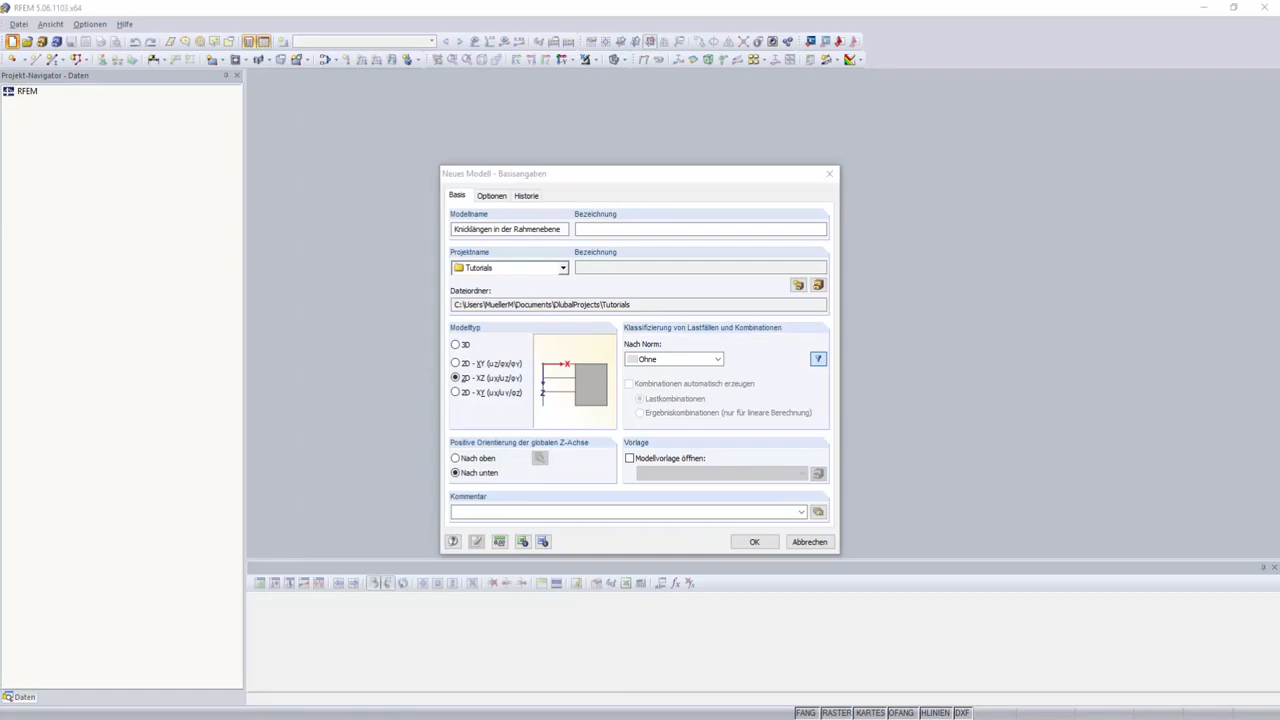 RFEM 5.06.1103 x64
Datei Ansicht Optionen Hilfe
Projekt-Navigator - Daten
RFEM
Neues Modell - Basisangaben
Basis Optionen Historie
Modellname Bezeichnung
Knicklängen in der Rahmenebene
Projektname Bezeichnung
Tutorials
Dateiordner:
C:\Users\MuellerM\Documents\DlubalProjects\Tutorials
Modelltyp
3D
2D - XY (uz/φx/φy)
2D - XZ (ux/uz/φy)
2D - XY (ux/uy/φz)
X
Z
Klassifizierung von Lastfällen und Kombinationen
Nach Norm:
Ohne
Kombinationen automatisch erzeugen
Lastkombinationen
Ergebniskombinationen (nur für lineare Berechnung)
Positive Orientierung der globalen Z-Achse
Nach oben
Nach unten
Vorlage
Modellvorlage öffnen:
Kommentar
OK Abbrechen
Daten
FANG RASTER KARTES OFANG HLINIEN DXF